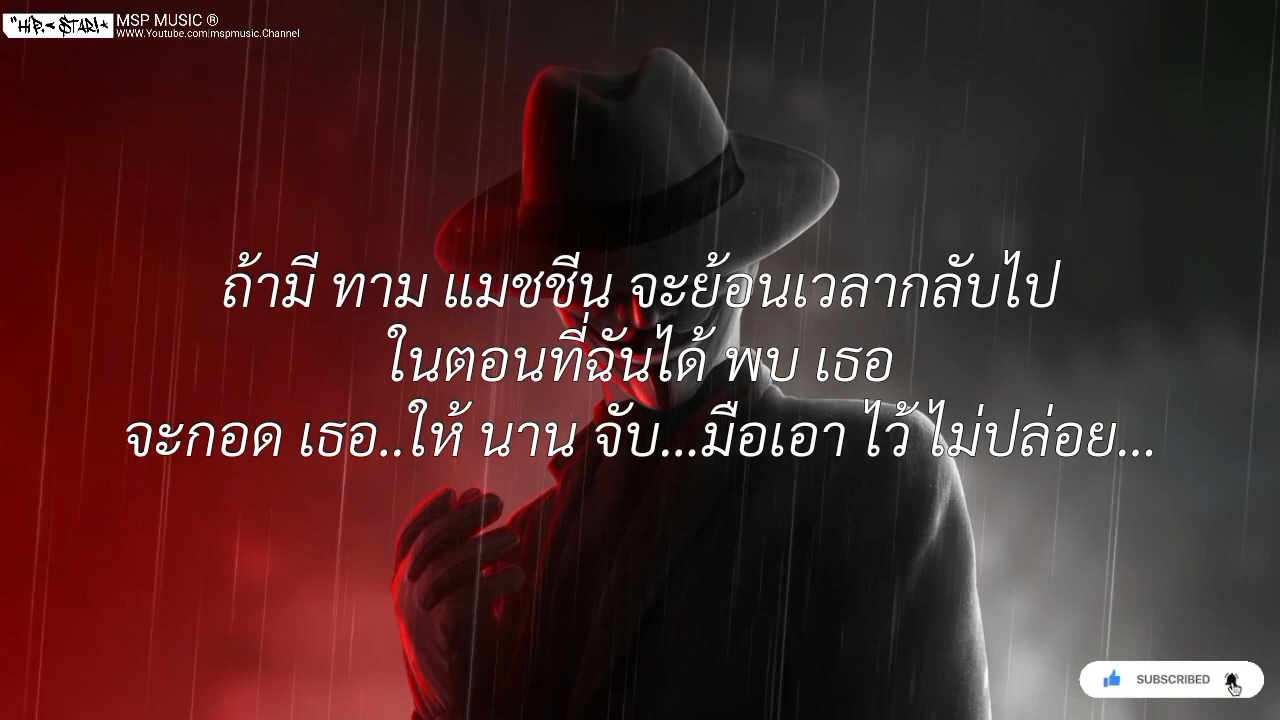 "HIP. STAR!
MSP MUSIC ®
WWW.Youtube.com|mspmusic.Channel
ถ้ามี ทาม แมชชีน จะย้อนเวลากลับไป
ในตอนที่ฉันได้ พบ เธอ
จะกอด เธอ..ให้ นาน จับ...มือเอา ไว้ ไม่ปล่อย...
SUBSCRIBED